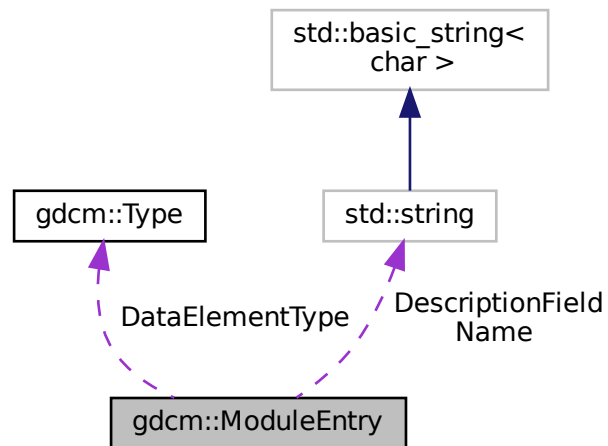 std::basic_string<
char >
gdcm::Type
std::string
DataElementType
DescriptionField
Name
gdcm::ModuleEntry